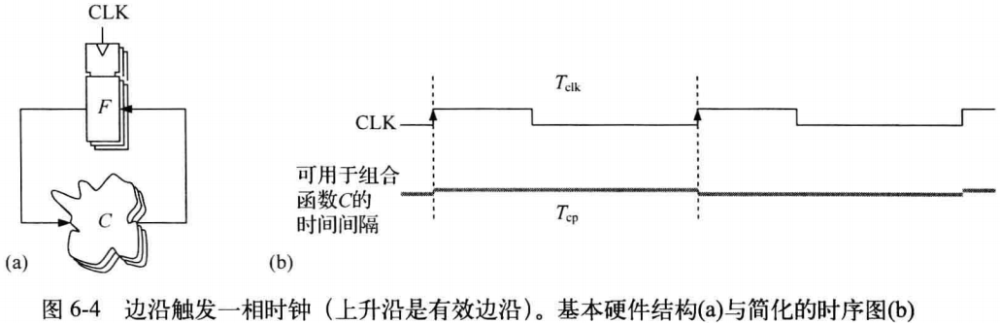 CLK
F
C
(a)
T_clk
CLK
可用于组合
函数C的
时间间隔
T_cp
(b)
图 6-4 边沿触发一相时钟（上升沿是有效边沿）。基本硬件结构(a)与简化的时序图(b)